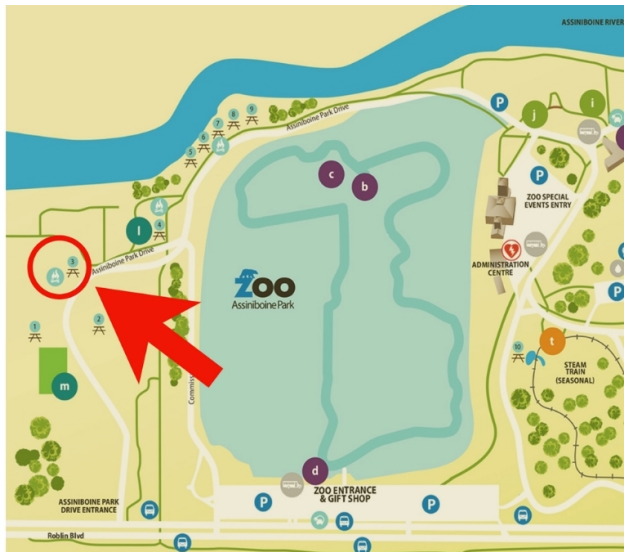 ASSINIBOINE RIVER
Assiniboine Park Drive
9
8
7
6
5
P
j
i
c
b
P
ZOO SPECIAL
EVENTS ENTRY
l
4
3
Assiniboine Park Drive
ADMINISTRATION
CENTRE
P
ZOO
Assiniboine Park
1
2
10
t
STEAM
TRAIN
(SEASONAL)
m
d
ZOO ENTRANCE
& GIFT SHOP
P
P
ASSINIBOINE PARK
DRIVE ENTRANCE
Roblin Blvd